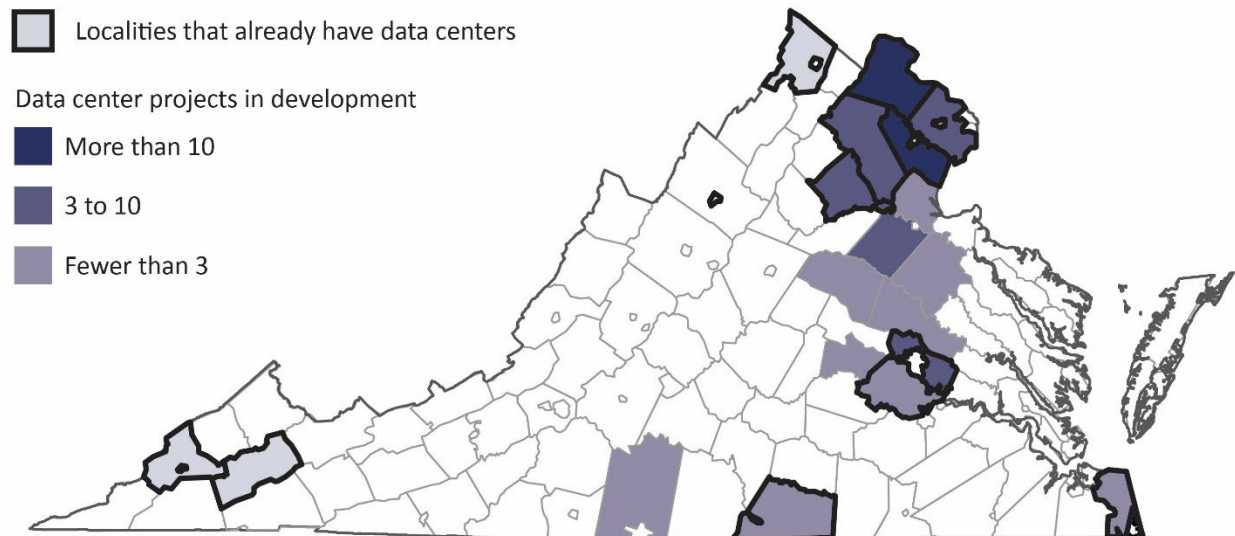 Localities that already have data centers
Data center projects in development
More than 10
3 to 10
Fewer than 3